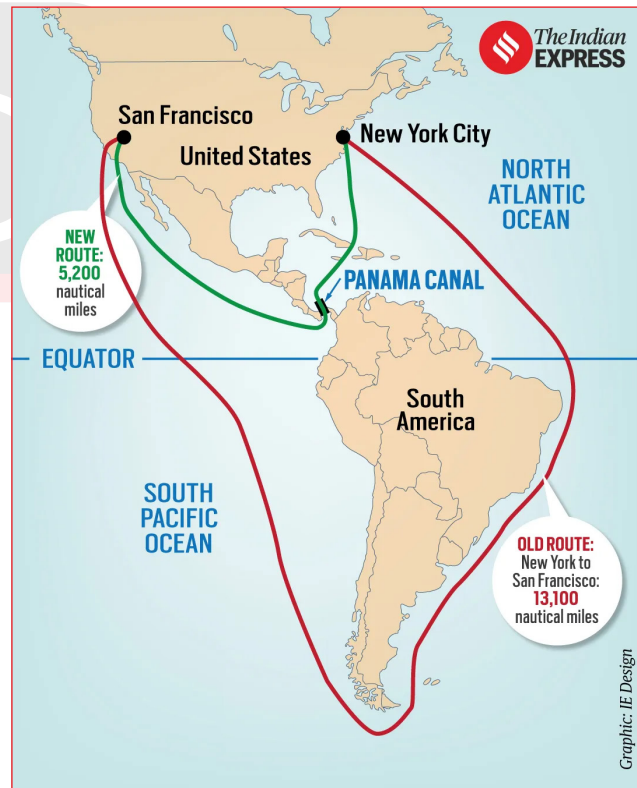 The Indian
EXPRESS
San Francisco
New York City
United States
NORTH
ATLANTIC
OCEAN
NEW
ROUTE:
5,200
nautical
miles
PANAMA CANAL
EQUATOR
South
America
SOUTH
PACIFIC
OCEAN
OLD ROUTE:
New York to
San Francisco:
13,100
nautical miles
Graphic: IE Design